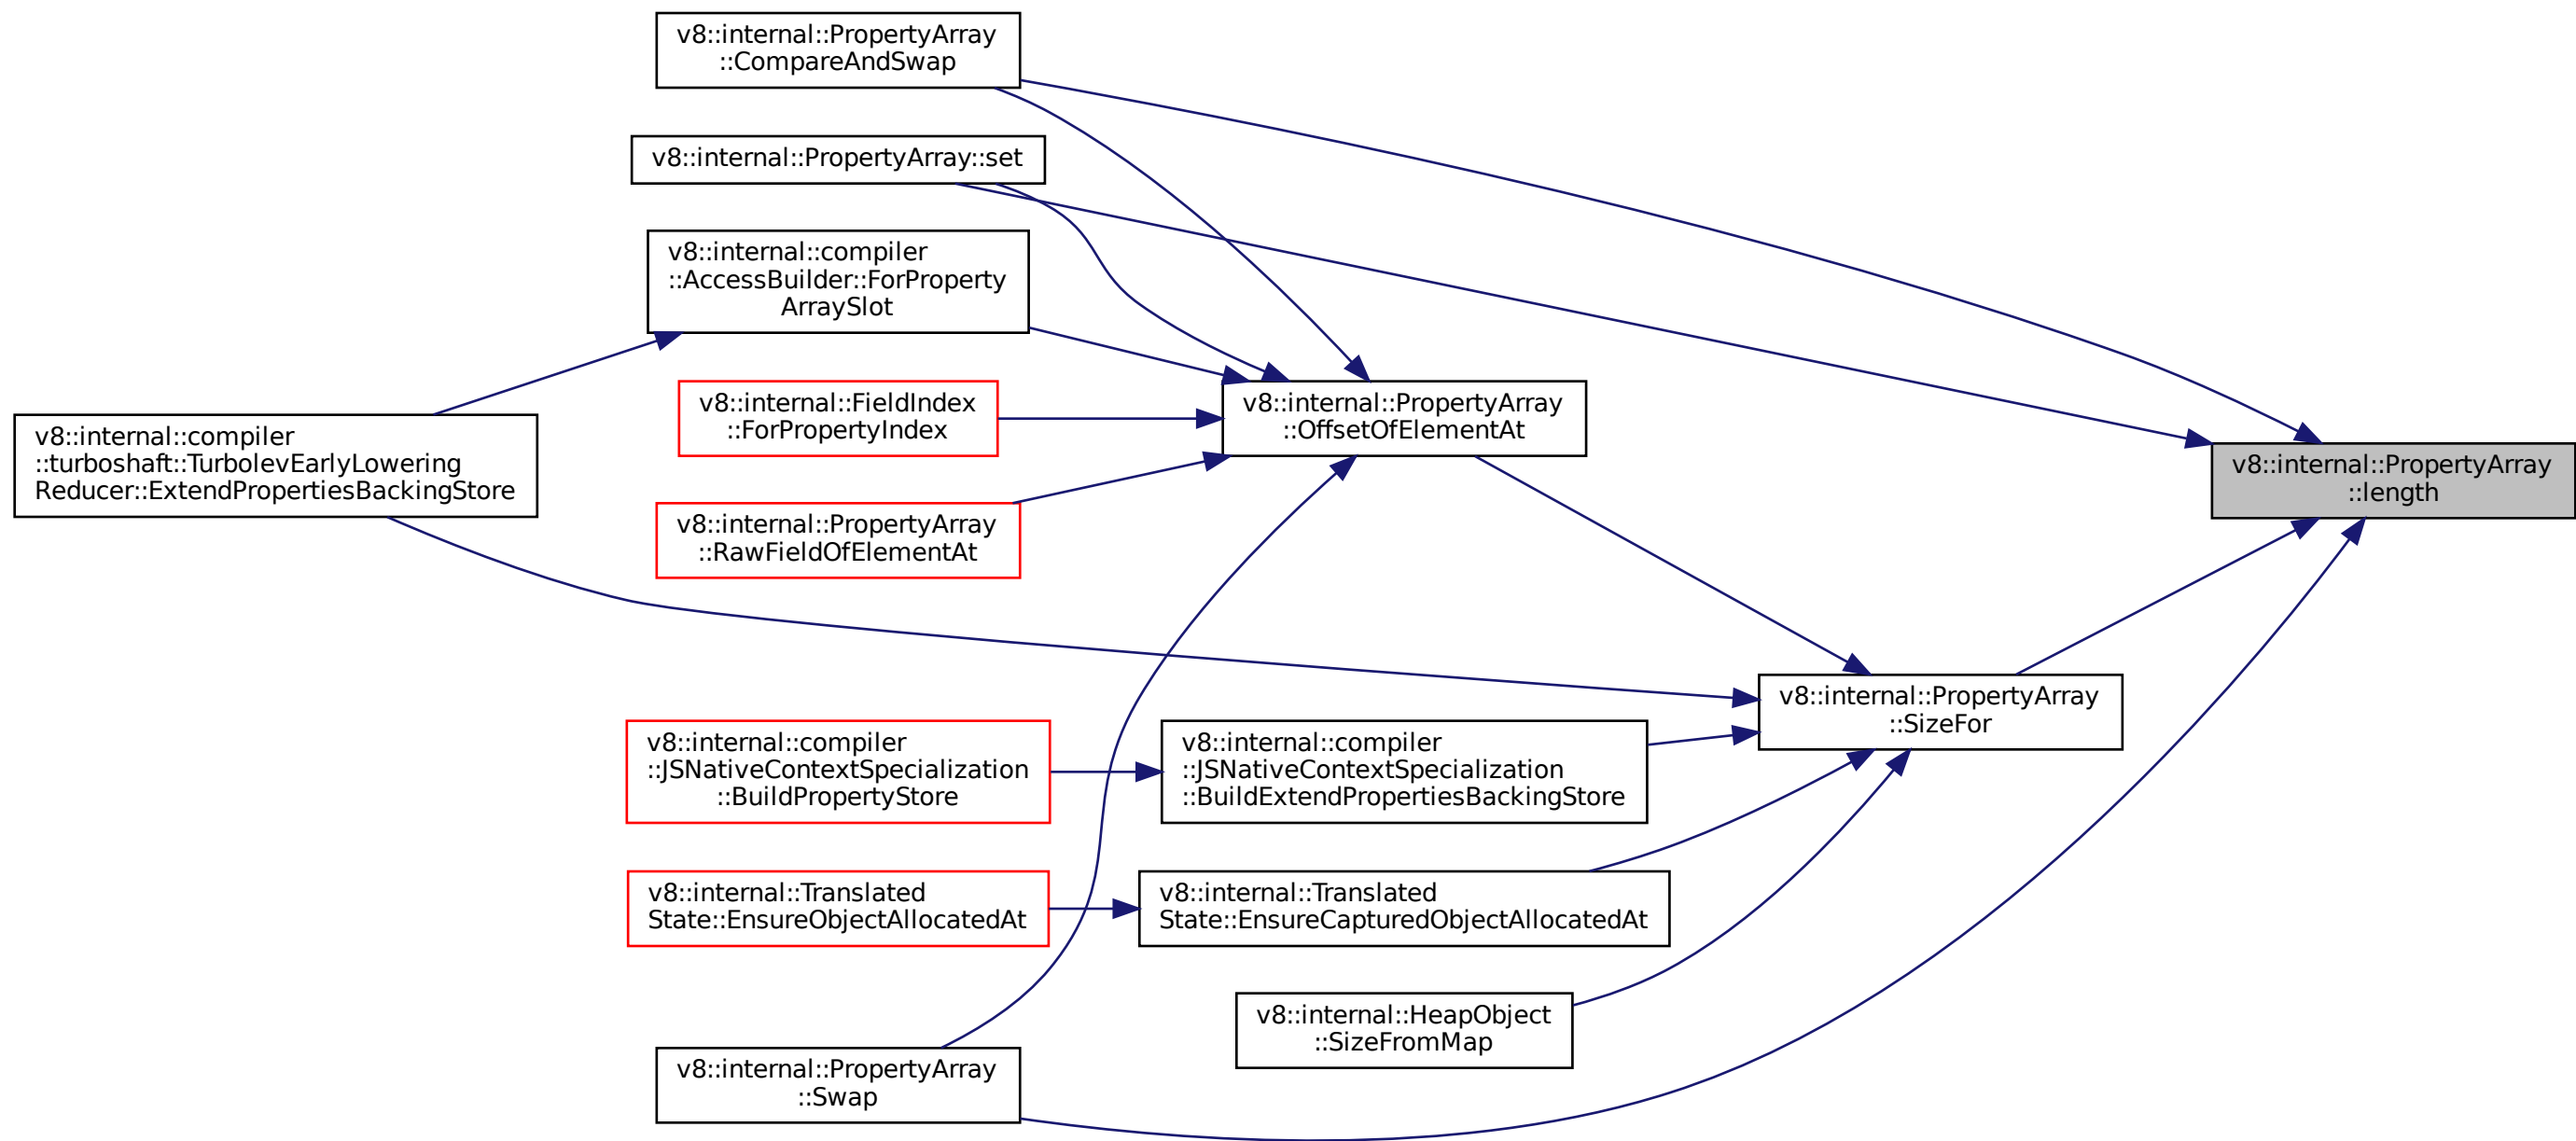 v8::internal::PropertyArray
::CompareAndSwap
v8::internal::PropertyArray::set
v8::internal::compiler
::AccessBuilder::ForProperty
ArraySlot
v8::internal::FieldIndex
::ForPropertyIndex
v8::internal::PropertyArray
::OffsetOfElementAt
v8::internal::compiler
::turboshaft::TurbolevEarlyLowering
Reducer::ExtendPropertiesBackingStore
v8::internal::PropertyArray
::length
v8::internal::PropertyArray
::RawFieldOfElementAt
v8::internal::PropertyArray
::SizeFor
v8::internal::compiler
::JSNativeContextSpecialization
::BuildPropertyStore
v8::internal::compiler
::JSNativeContextSpecialization
::BuildExtendPropertiesBackingStore
v8::internal::Translated
State::EnsureObjectAllocatedAt
v8::internal::Translated
State::EnsureCapturedObjectAllocatedAt
v8::internal::HeapObject
::SizeFromMap
v8::internal::PropertyArray
::Swap